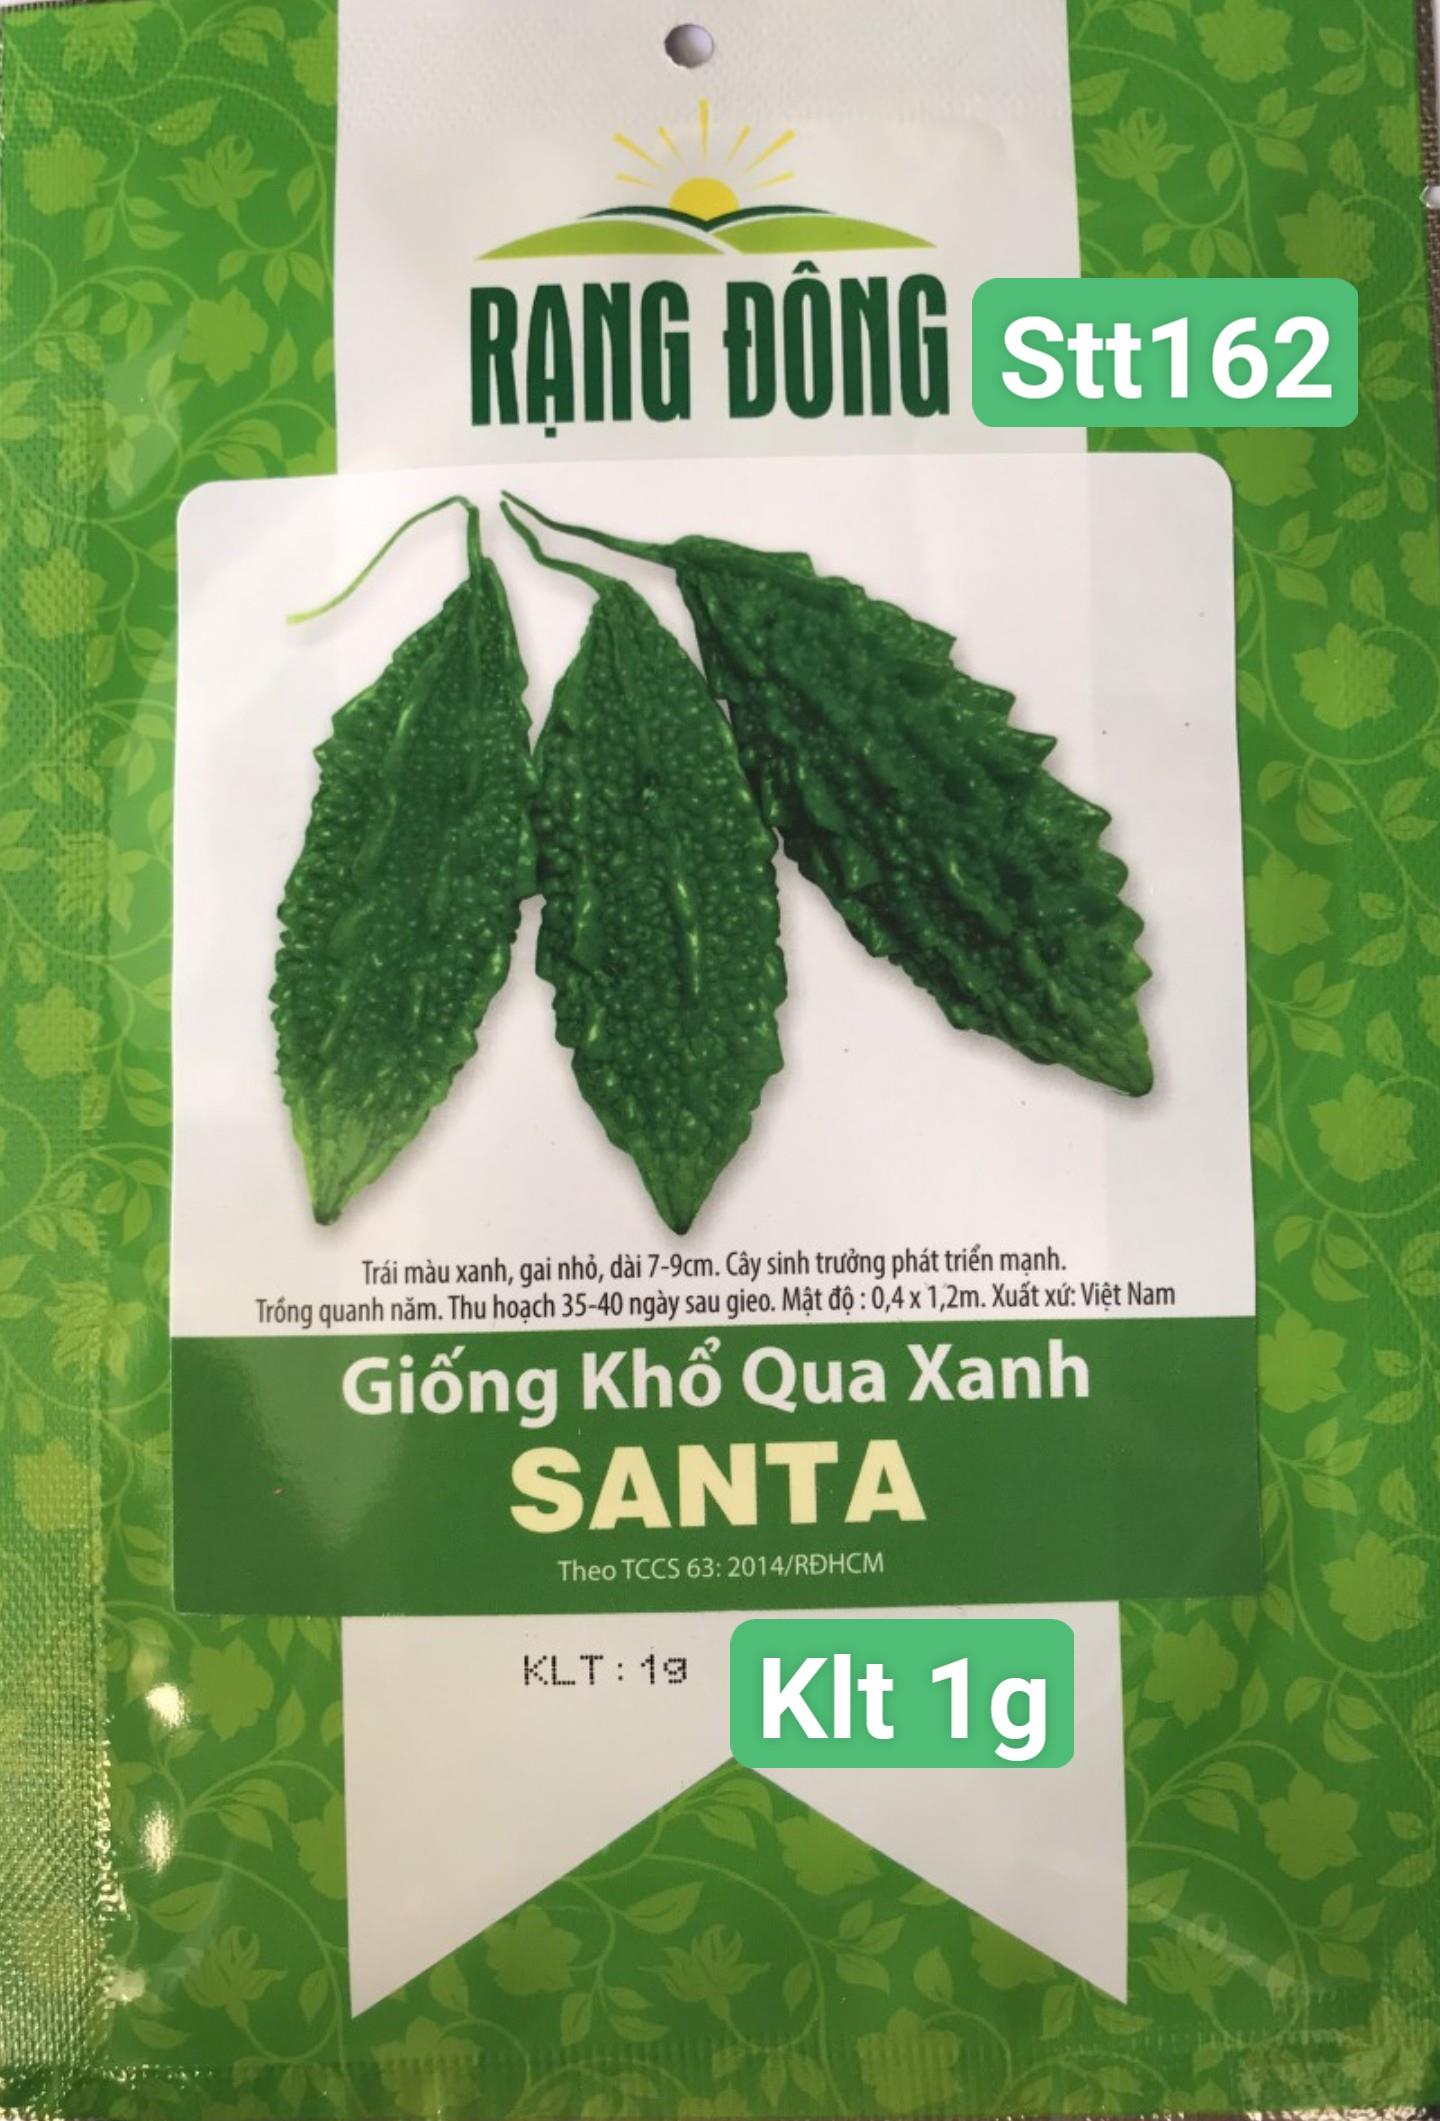 RẠNG ĐÔNG
Stt162
Trái màu xanh, gai nhỏ, dài 7-9cm. Cây sinh trưởng phát triển mạnh.
Trồng quanh năm. Thu hoạch 35-40 ngày sau gieo. Mật độ : 0,4 x 1,2m. Xuất xứ: Việt Nam
Giống Khổ Qua Xanh
SANTA
Theo TCCS 63: 2014/RĐHCM
KLT : 1g
Klt 1g